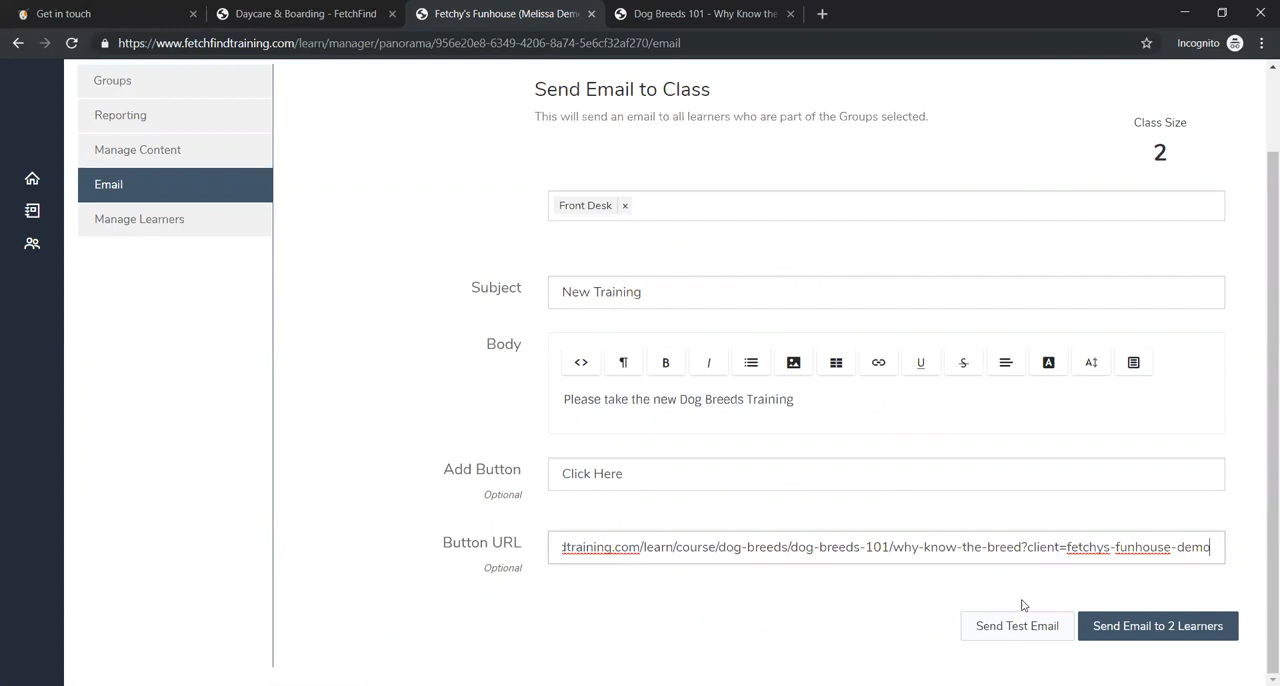 Get in touch
Daycare & Boarding - FetchFind
Fetchy's Funhouse (Melissa Dem
Dog Breeds 101 - Why Know the
https://www.fetchfindtraining.com/learn/manager/panorama/956e20e8-6349-4206-8a74-5e6cf32af270/email
Incognito
Groups
Reporting
Manage Content
Email
Manage Learners
Send Email to Class
This will send an email to all learners who are part of the Groups selected.
Class Size
2
Front Desk ×
Subject
New Training
Body
Please take the new Dog Breeds Training
Add Button
Optional
Click Here
Button URL
Optional
dtraining.com/learn/course/dog-breeds/dog-breeds-101/why-know-the-breed?client=fetchys-funhouse-demo
Send Test Email
Send Email to 2 Learners